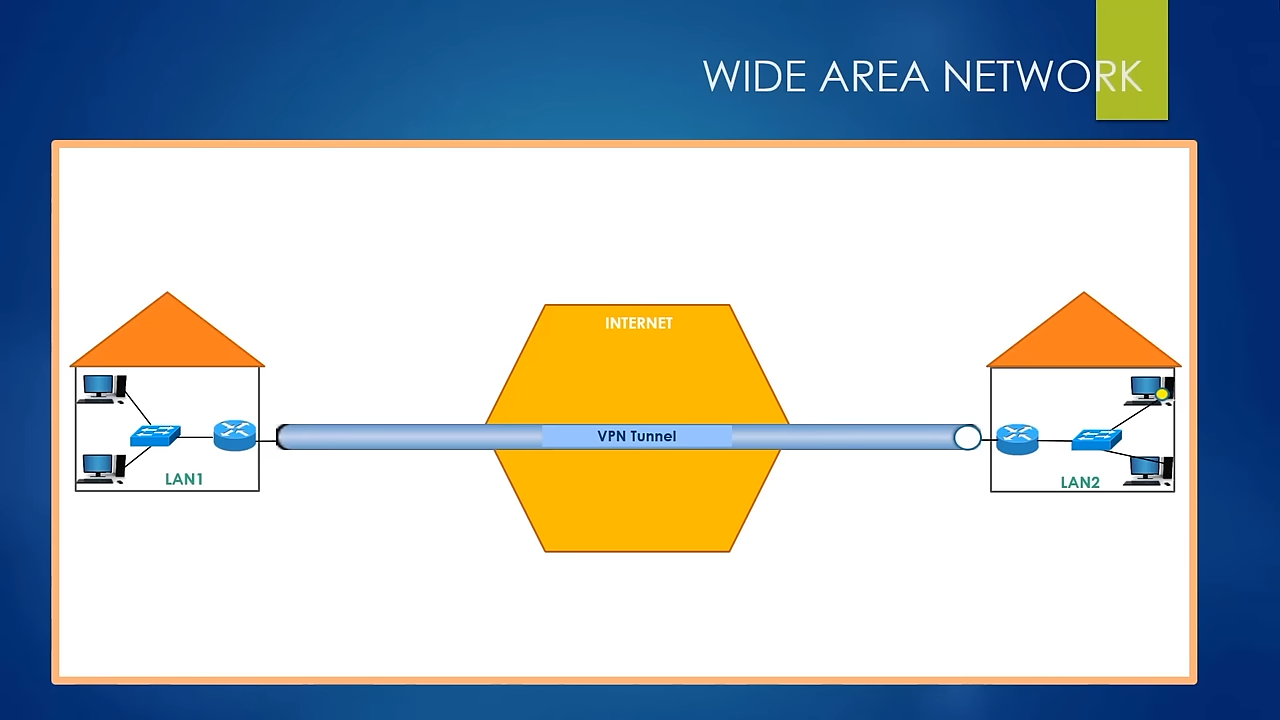 WIDE AREA NETWORK
INTERNET
VPN Tunnel
LAN1
LAN2